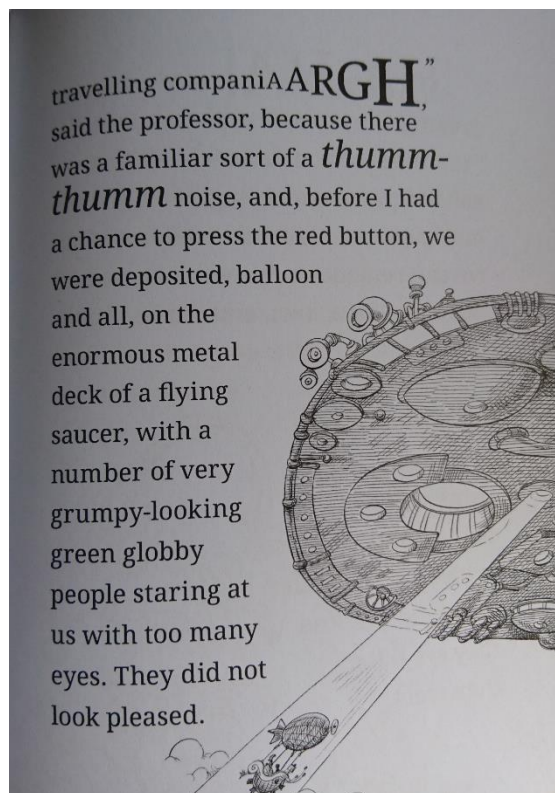 travelling compania​AARGH,”
said the professor, because there
was a familiar sort of a thumm-
thumm noise, and, before I had
a chance to press the red button, we
were deposited, balloon
and all, on the
enormous metal
deck of a flying
saucer, with a
number of very
grumpy-looking
green globby
people staring at
us with too many
eyes. They did not
look pleased.